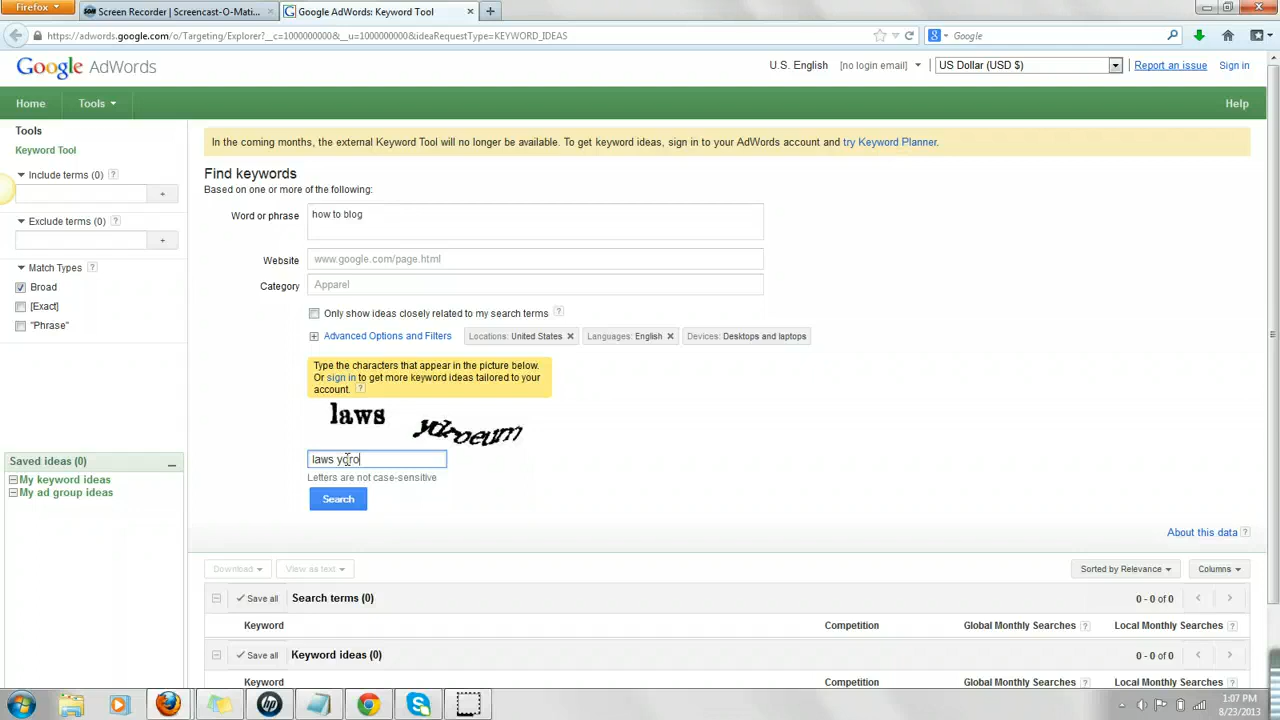 Firefox
Screen Recorder | Screencast-O-Mati...
Google AdWords: Keyword Tool
https://adwords.google.com/o/Targeting/Explorer?__c=1000000000&__u=1000000000&ideaRequestType=KEYWORD_IDEAS
Google
Google AdWords
U.S. English
[no login email]
US Dollar (USD $)
Report an issue
Sign in
Home
Tools
Help
Tools
Keyword Tool
Include terms (0) ?
+
Exclude terms (0) ?
+
Match Types ?
Broad
[Exact]
"Phrase"
In the coming months, the external Keyword Tool will no longer be available. To get keyword ideas, sign in to your AdWords account and try Keyword Planner.
Find keywords
Based on one or more of the following:
Word or phrase
how to blog
Website
www.google.com/page.html
Category
Apparel
Only show ideas closely related to my search terms ?
Advanced Options and Filters
Locations: United States
Languages: English
Devices: Desktops and laptops
Type the characters that appear in the picture below.
Or sign in to get more keyword ideas tailored to your
account. ?
laws
laws
Letters are not case-sensitive
Search
Saved ideas (0)
My keyword ideas
My ad group ideas
About this data ?
Download
View as text
Sorted by Relevance
Columns
Save all
Search terms (0)
0 - 0 of 0
Keyword
Competition
Global Monthly Searches ?
Local Monthly Searches ?
Save all
Keyword ideas (0)
0 - 0 of 0
Keyword
Competition
Global Monthly Searches ?
Local Monthly Searches ?
1:07 PM
8/23/2013